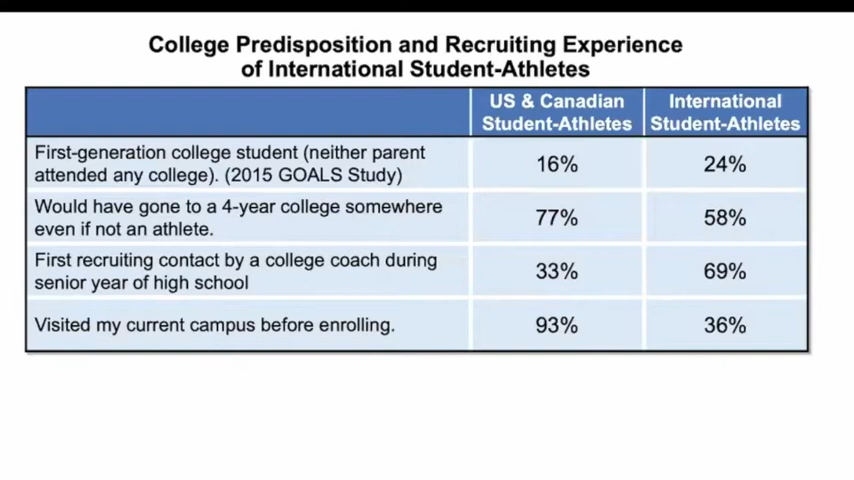 College Predisposition and Recruiting Experience
of International Student-Athletes
US & Canadian
Student-Athletes
International
Student-Athletes
First-generation college student (neither parent
attended any college). (2015 GOALS Study)
16%
24%
Would have gone to a 4-year college somewhere
even if not an athlete.
77%
58%
First recruiting contact by a college coach during
senior year of high school
33%
69%
Visited my current campus before enrolling.
93%
36%